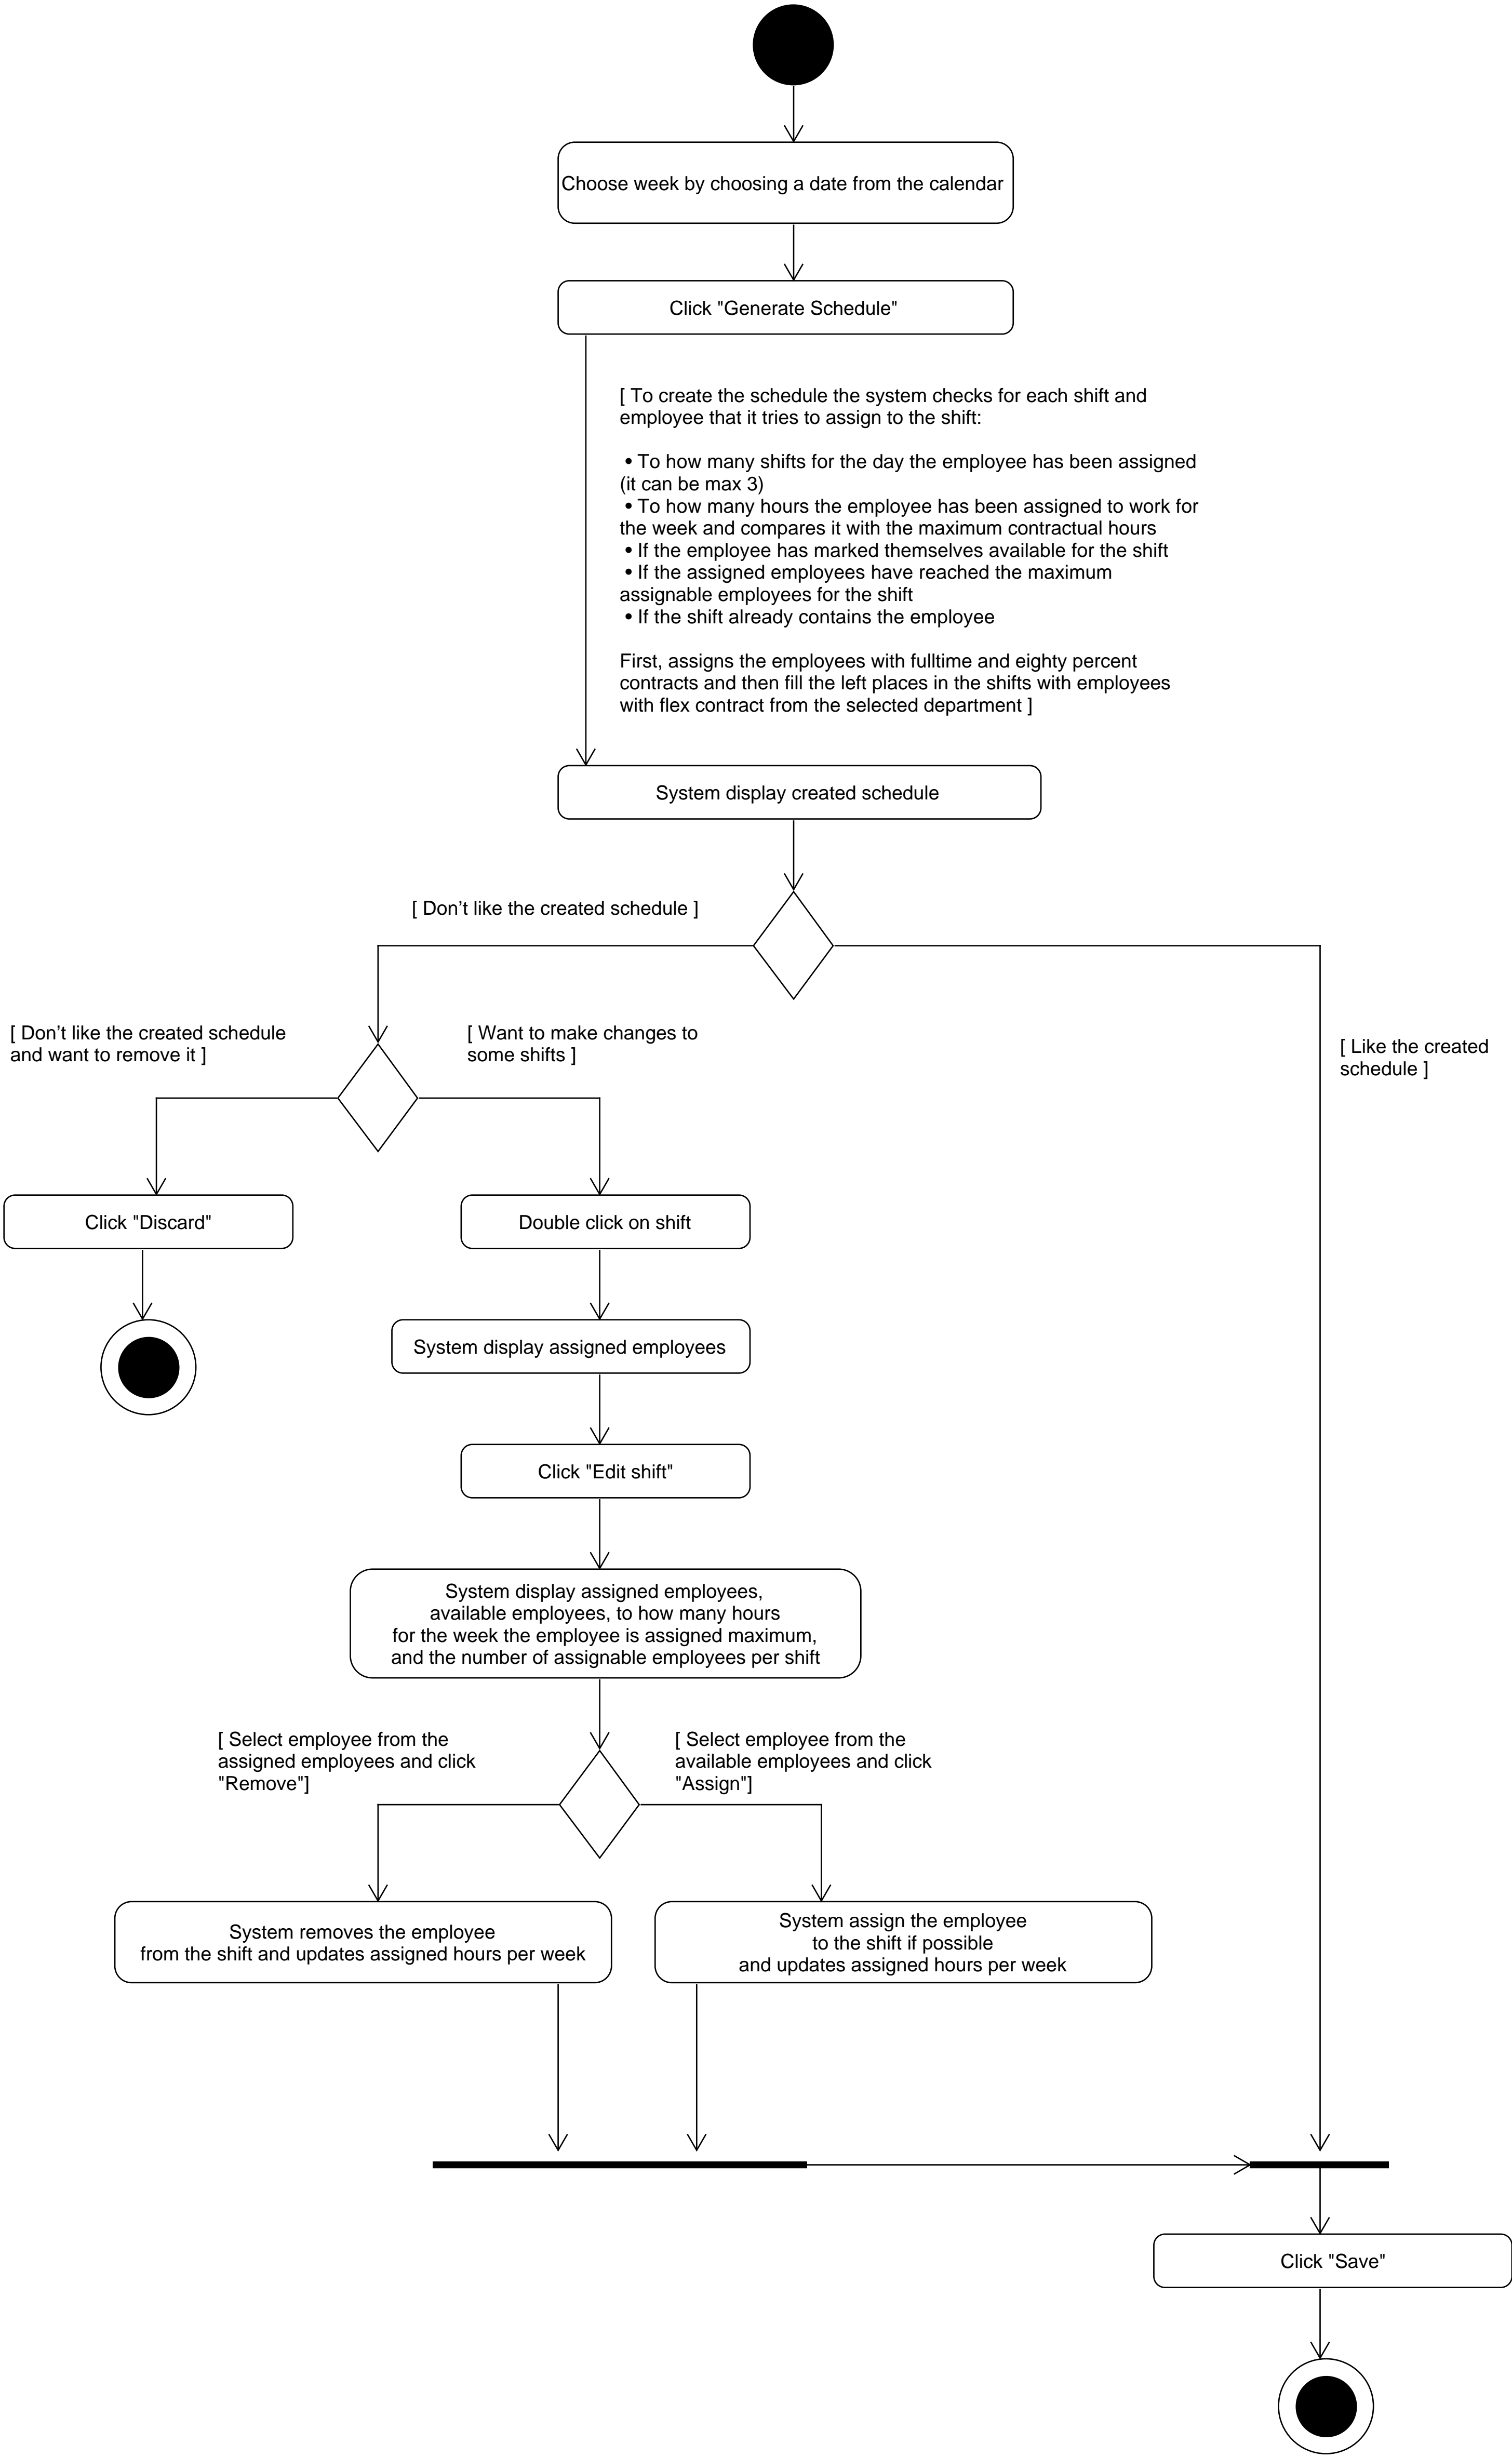 Choose week by choosing a date from the calendar
Click "Generate Schedule"
[ To create the schedule the system checks for each shift and
employee that it tries to assign to the shift:
• To how many shifts for the day the employee has been assigned
(it can be max 3)
• To how many hours the employee has been assigned to work for
the week and compares it with the maximum contractual hours
• If the employee has marked themselves available for the shift
• If the assigned employees have reached the maximum
assignable employees for the shift
• If the shift already contains the employee
First, assigns the employees with fulltime and eighty percent
contracts and then fill the left places in the shifts with employees
with flex contract from the selected department ]
System display created schedule
[ Don’t like the created schedule ]
[ Don’t like the created schedule
and want to remove it ]
[ Want to make changes to
some shifts ]
[ Like the created
schedule ]
Click "Discard"
Double click on shift
System display assigned employees
Click "Edit shift"
System display assigned employees,
available employees, to how many hours
for the week the employee is assigned maximum,
and the number of assignable employees per shift
[ Select employee from the
assigned employees and click
"Remove"]
[ Select employee from the
available employees and click
"Assign"]
System removes the employee
from the shift and updates assigned hours per week
System assign the employee
to the shift if possible
and updates assigned hours per week
Click "Save"